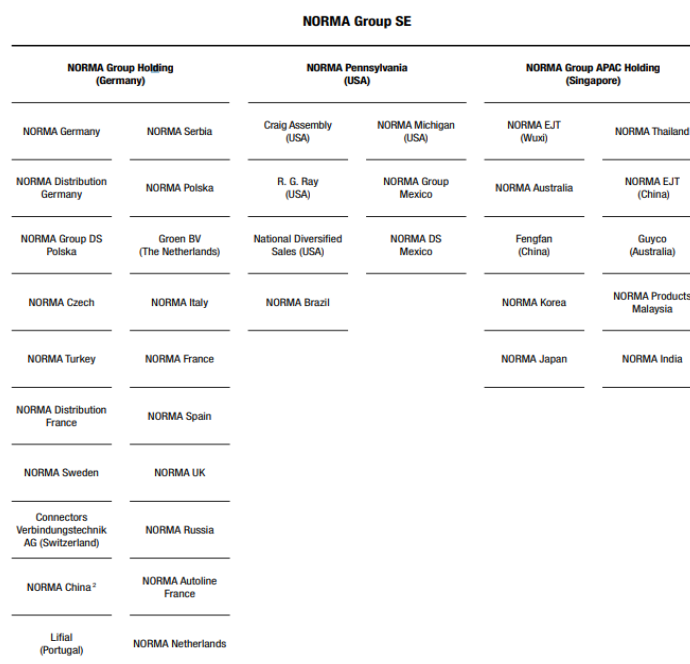 NORMA Group SE
NORMA Group Holding
(Germany)
NORMA Pennsylvania
(USA)
NORMA Group APAC Holding
(Singapore)
NORMA Germany
NORMA Serbia
Craig Assembly
(USA)
NORMA Michigan
(USA)
NORMA EJT
(Wuxi)
NORMA Thailand
NORMA Distribution
Germany
NORMA Polska
R. G. Ray
(USA)
NORMA Group
Mexico
NORMA Australia
NORMA EJT
(China)
NORMA Group DS
Polska
Groen BV
(The Netherlands)
National Diversified
Sales (USA)
NORMA DS
Mexico
Fengfan
(China)
Guyco
(Australia)
NORMA Czech
NORMA Italy
NORMA Brazil
NORMA Korea
NORMA Products
Malaysia
NORMA Turkey
NORMA France
NORMA Japan
NORMA India
NORMA Distribution
France
NORMA Spain
NORMA Sweden
NORMA UK
Connectors
Verbindungstechnik
AG (Switzerland)
NORMA Russia
NORMA China²
NORMA Autoline
France
Lifial
(Portugal)
NORMA Netherlands